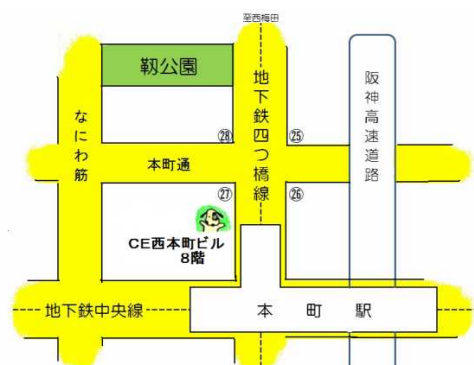 至西梅田
靭公園
地下鉄四つ橋線
阪神高速道路
なにわ筋
㉘
㉕
本町通
㉗
㉖
CE西本町ビル
8階
地下鉄中央線
本町駅